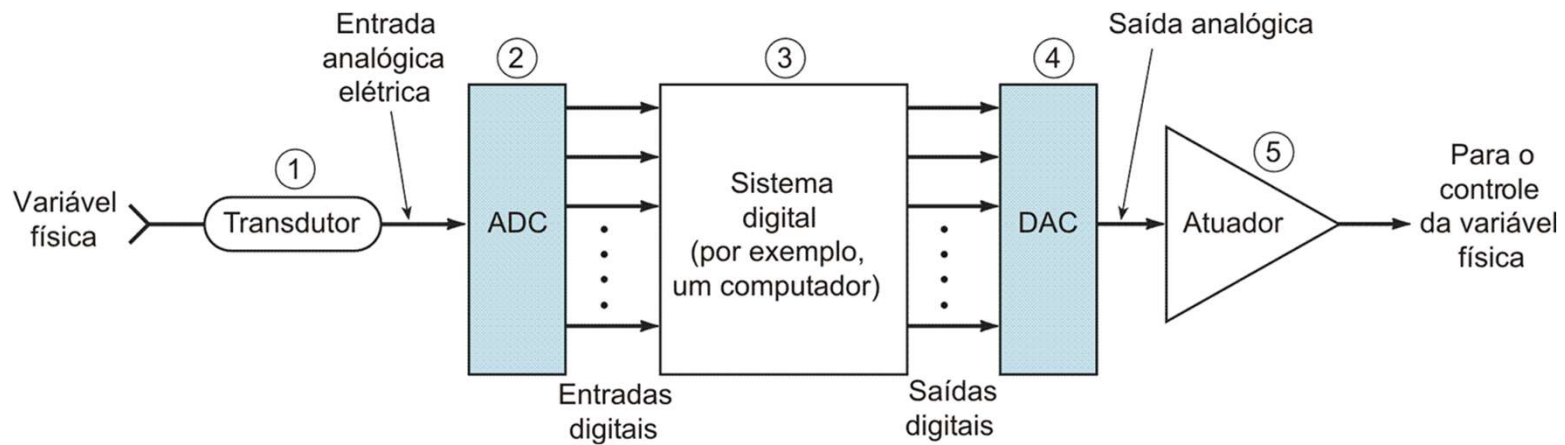 Variável
física
1
Transdutor
Entrada
analógica
elétrica
2
ADC
Entradas
digitais
3
Sistema
digital
(por exemplo,
um computador)
Saídas
digitais
4
DAC
Saída analógica
5
Atuador
Para o
controle
da variável
física